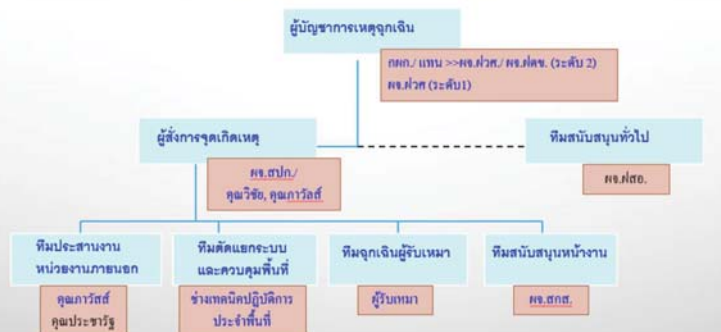 ผู้บัญชาการเหตุฉุกเฉิน
กผก./ แทน >>ผจ.ฝวศ./ ผจ.ฝตข. (ระดับ 2)
ผจ.ฝวศ (ระดับ1)
ผู้สั่งการจุดเกิดเหตุ
ทีมสนับสนุนทั่วไป
ผจ.สปก./
คุณวิชัย, คุณภาวัสส์
ผจ.ฝสอ.
ทีมประสานงาน
หน่วยงานภายนอก
ทีมตัดแยกระบบ
และควบคุมพื้นที่
ทีมฉุกเฉินผู้รับเหมา
ทีมสนับสนุนหน้างาน
คุณภาวัสส์
คุณประชารัฐ
ช่างเทคนิคปฏิบัติการ
ประจำพื้นที่
ผู้รับเหมา
ผจ.สกส.